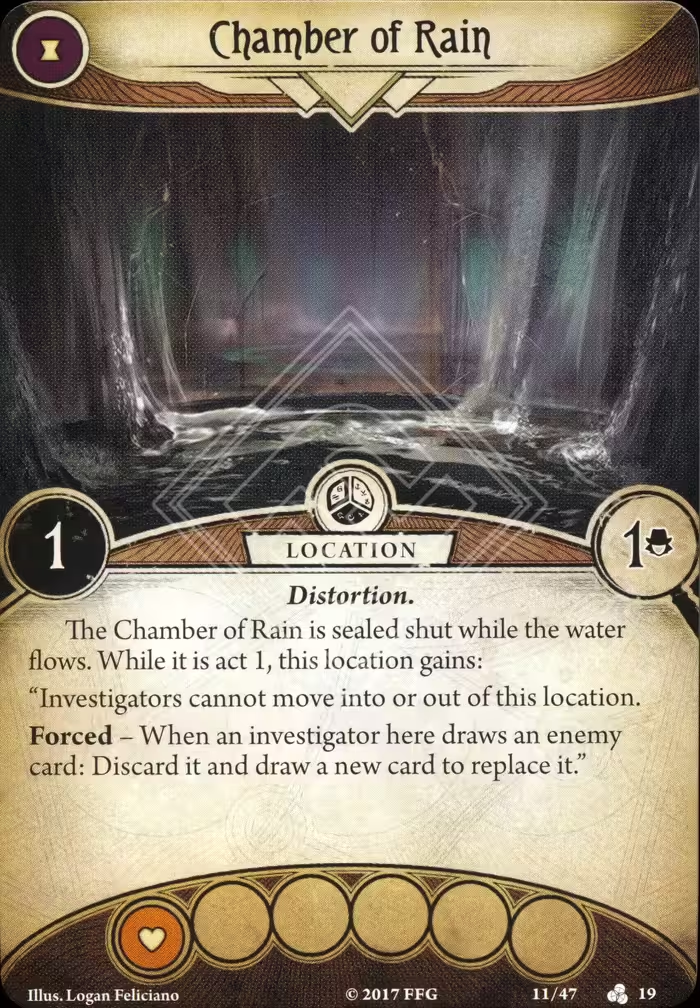 Chamber of Rain
1
LOCATION
1
Distortion.
The Chamber of Rain is sealed shut while the water
flows. While it is act 1, this location gains:
“Investigators cannot move into or out of this location.
Forced – When an investigator here draws an enemy
card: Discard it and draw a new card to replace it.”
Illus. Logan Feliciano © 2017 FFG 11/47 19